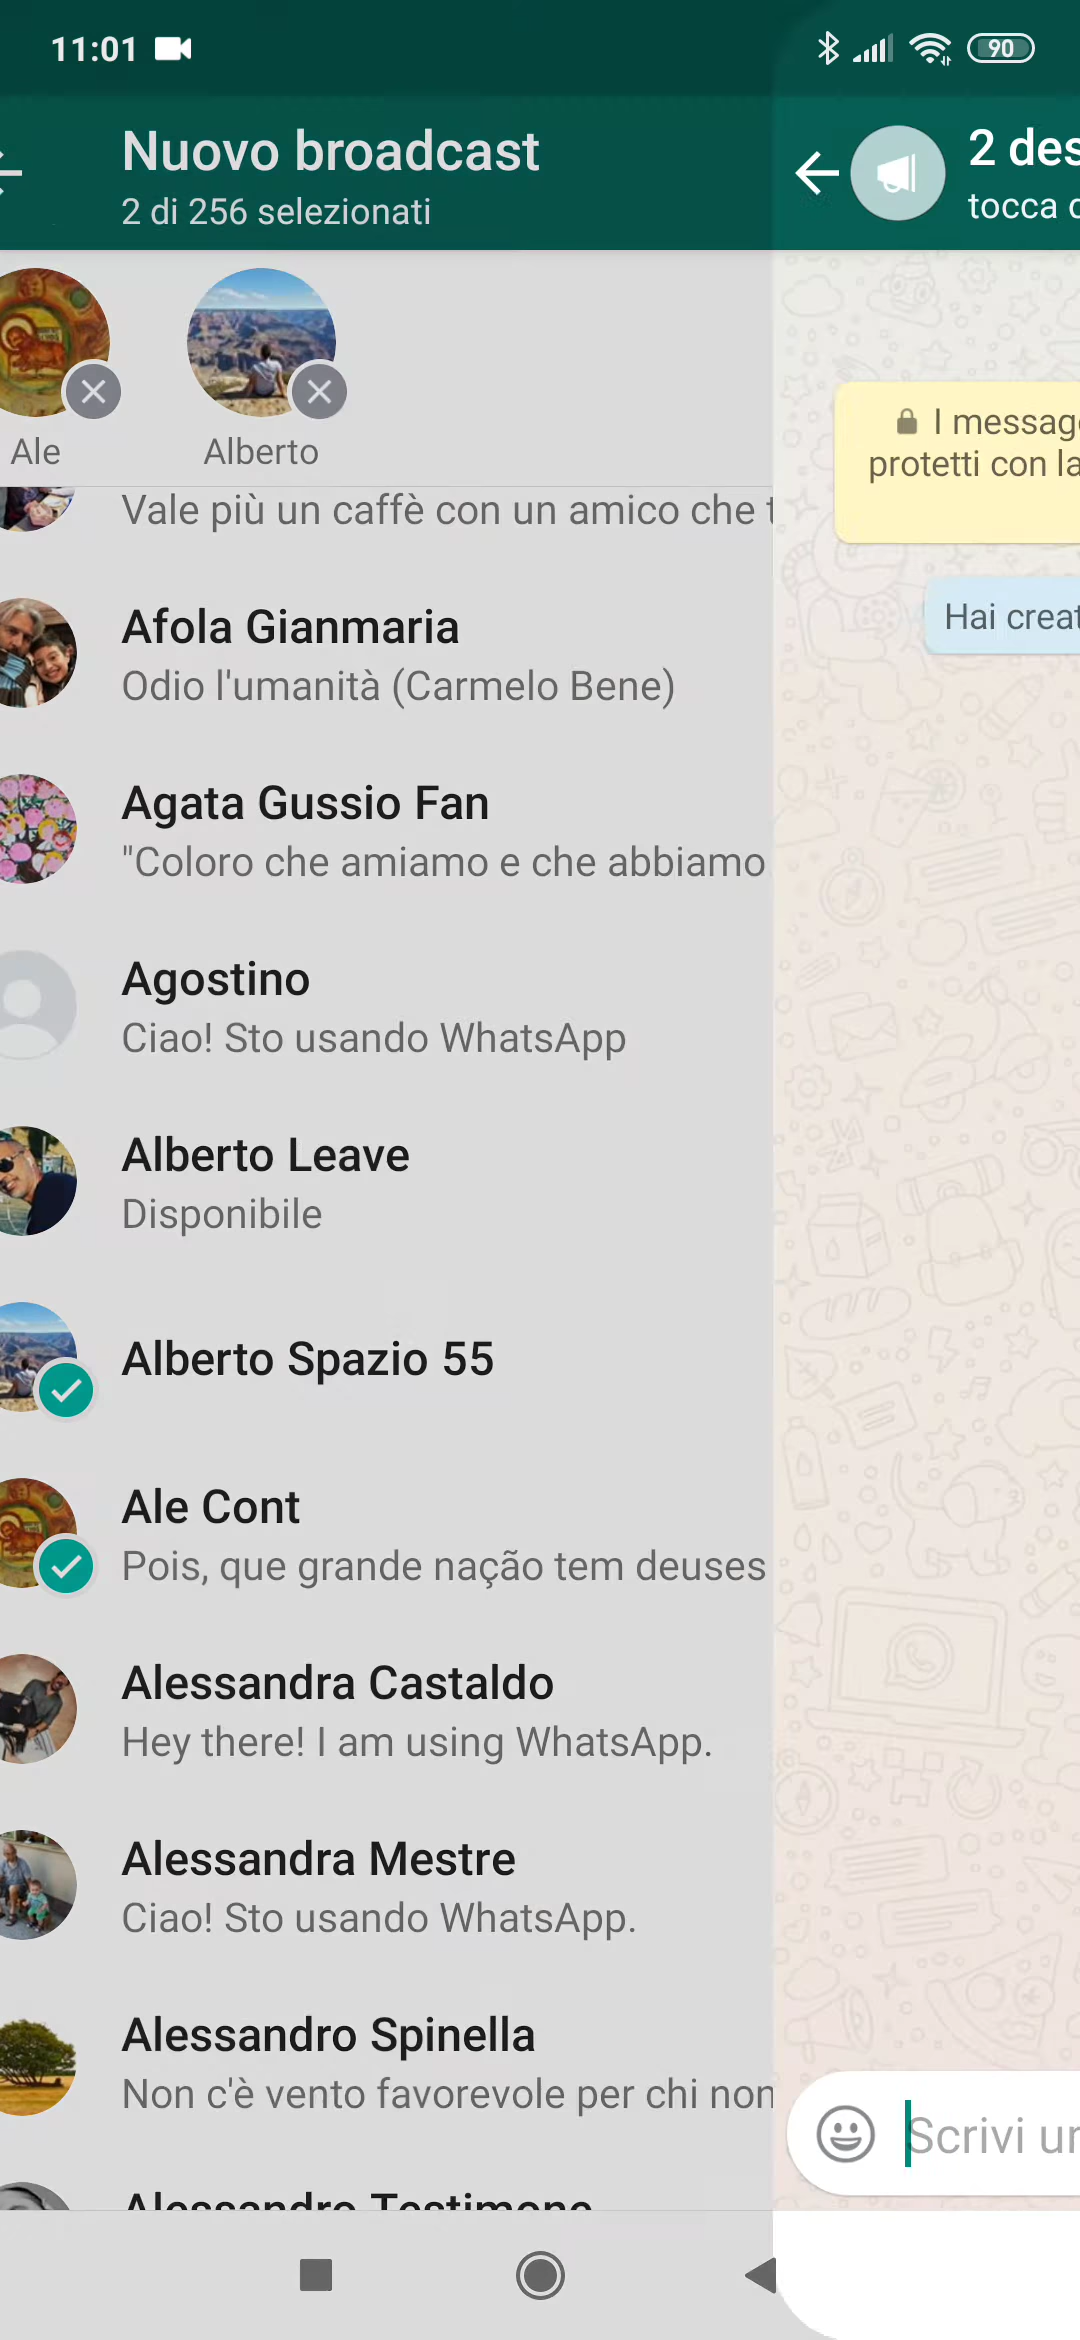 11:01
90
Nuovo broadcast
2 di 256 selezionati
2 des
tocca
Ale
Alberto
Vale più un caffè con un amico che t
I messag
protetti con la
Hai creat
Afola Gianmaria
Odio l'umanità (Carmelo Bene)
Agata Gussio Fan
"Coloro che amiamo e che abbiamo
Agostino
Ciao! Sto usando WhatsApp
Alberto Leave
Disponibile
Alberto Spazio 55
Ale Cont
Pois, que grande nação tem deuses
Alessandra Castaldo
Hey there! I am using WhatsApp.
Alessandra Mestre
Ciao! Sto usando WhatsApp.
Alessandro Spinella
Non c'è vento favorevole per chi non
Alessandro Testimone
Scrivi un